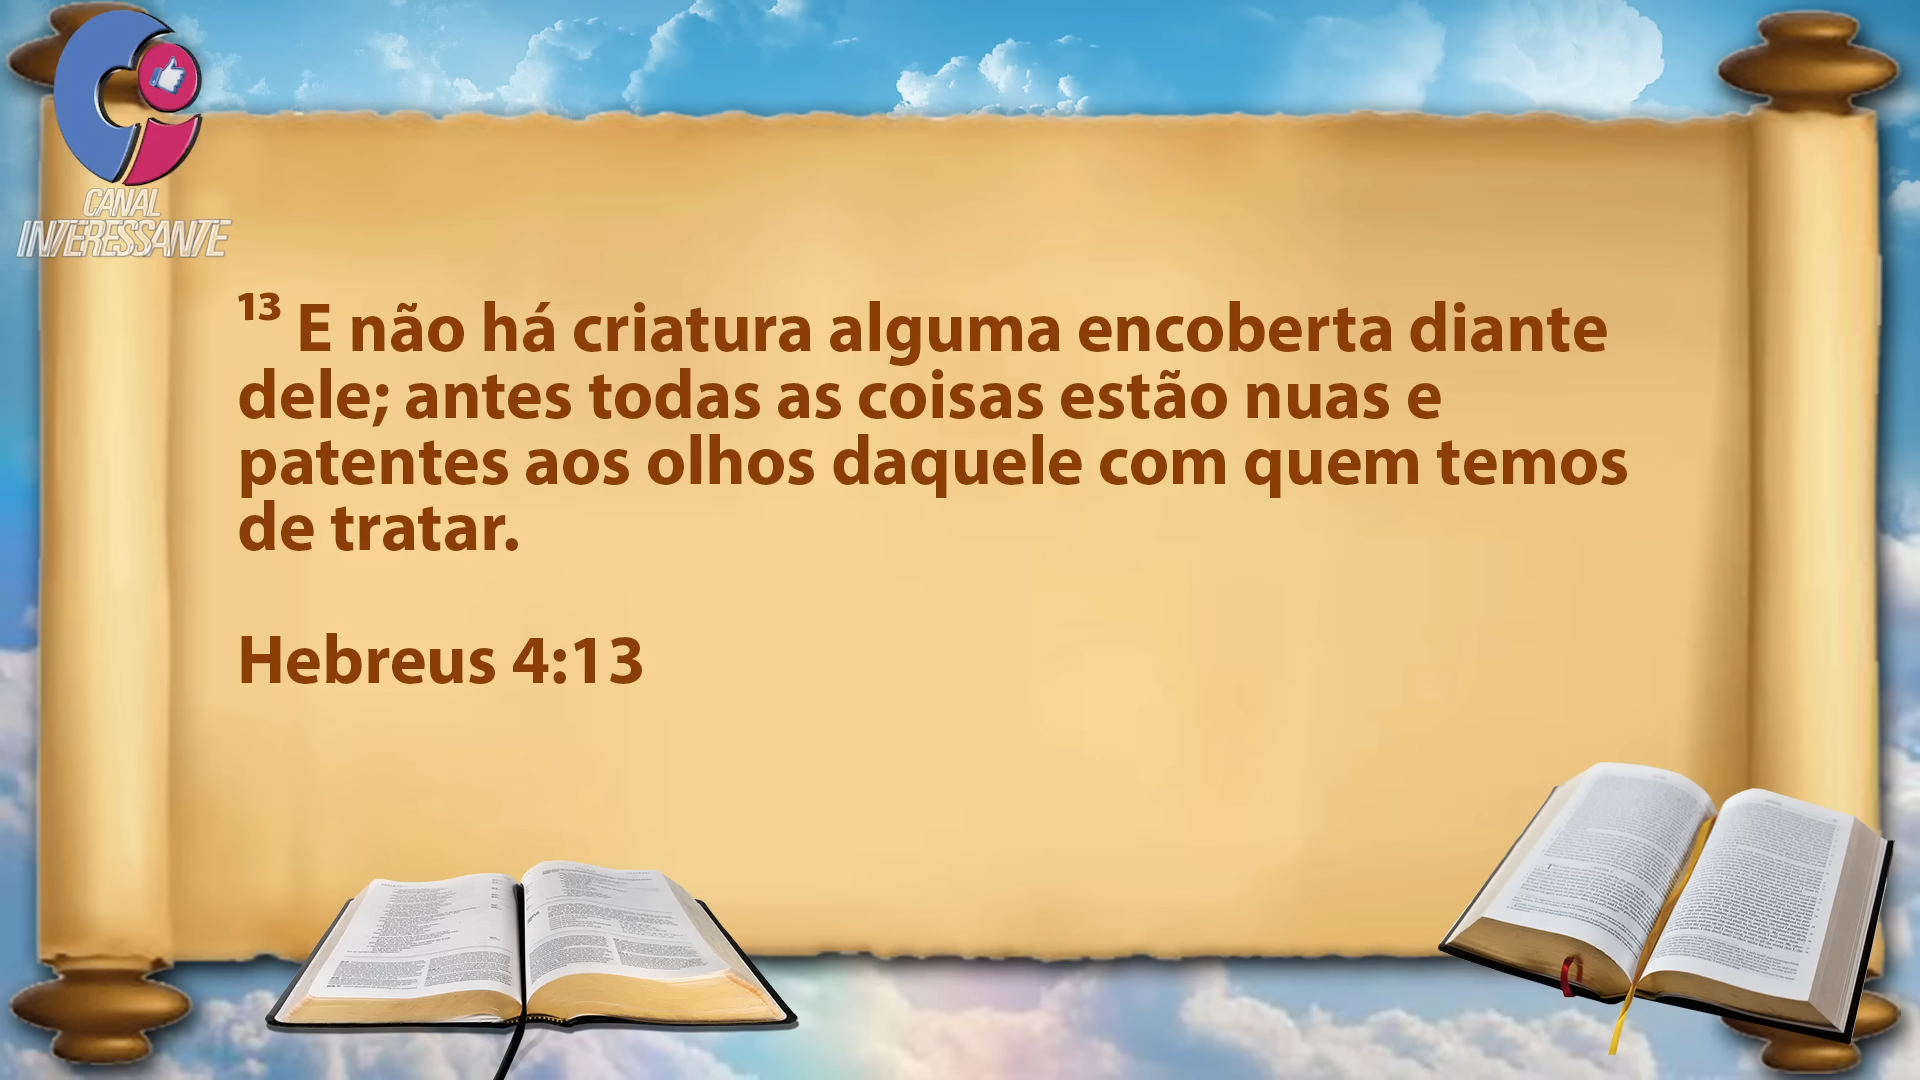 CANAL
INTERESSANTE
¹³ E não há criatura alguma encoberta diante
dele; antes todas as coisas estão nuas e
patentes aos olhos daquele com quem temos
de tratar.
Hebreus 4:13